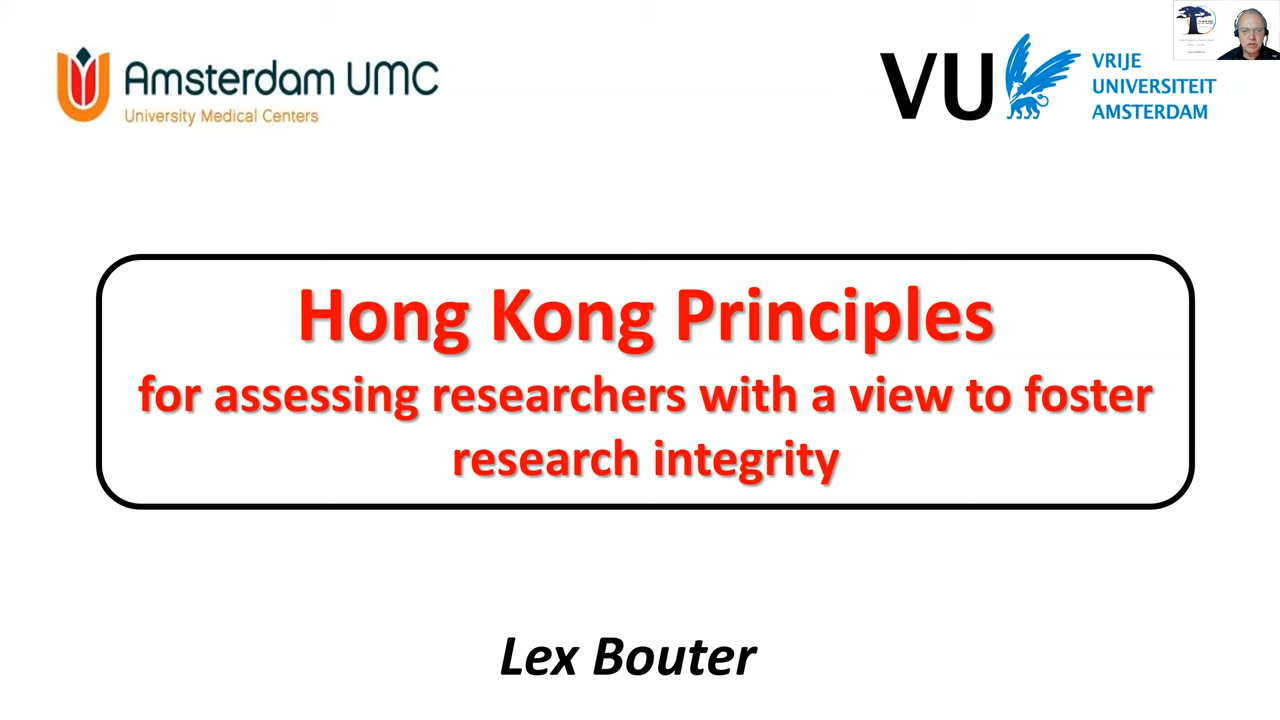 Amsterdam UMC
University Medical Centers
VU
VRIJE
UNIVERSITEIT
AMSTERDAM
Hong Kong Principles
for assessing researchers with a view to foster
research integrity
Lex Bouter